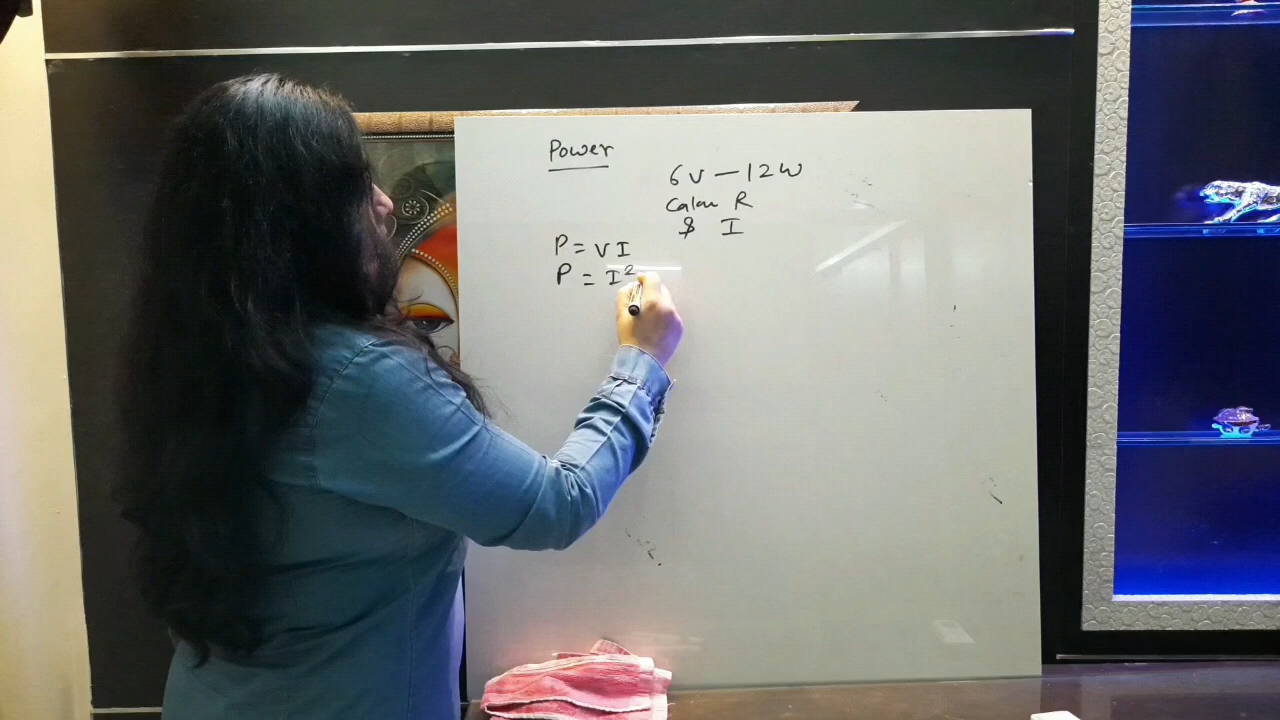 Power
6V — 12W
Calcu R
& I
P = VI
P = I²